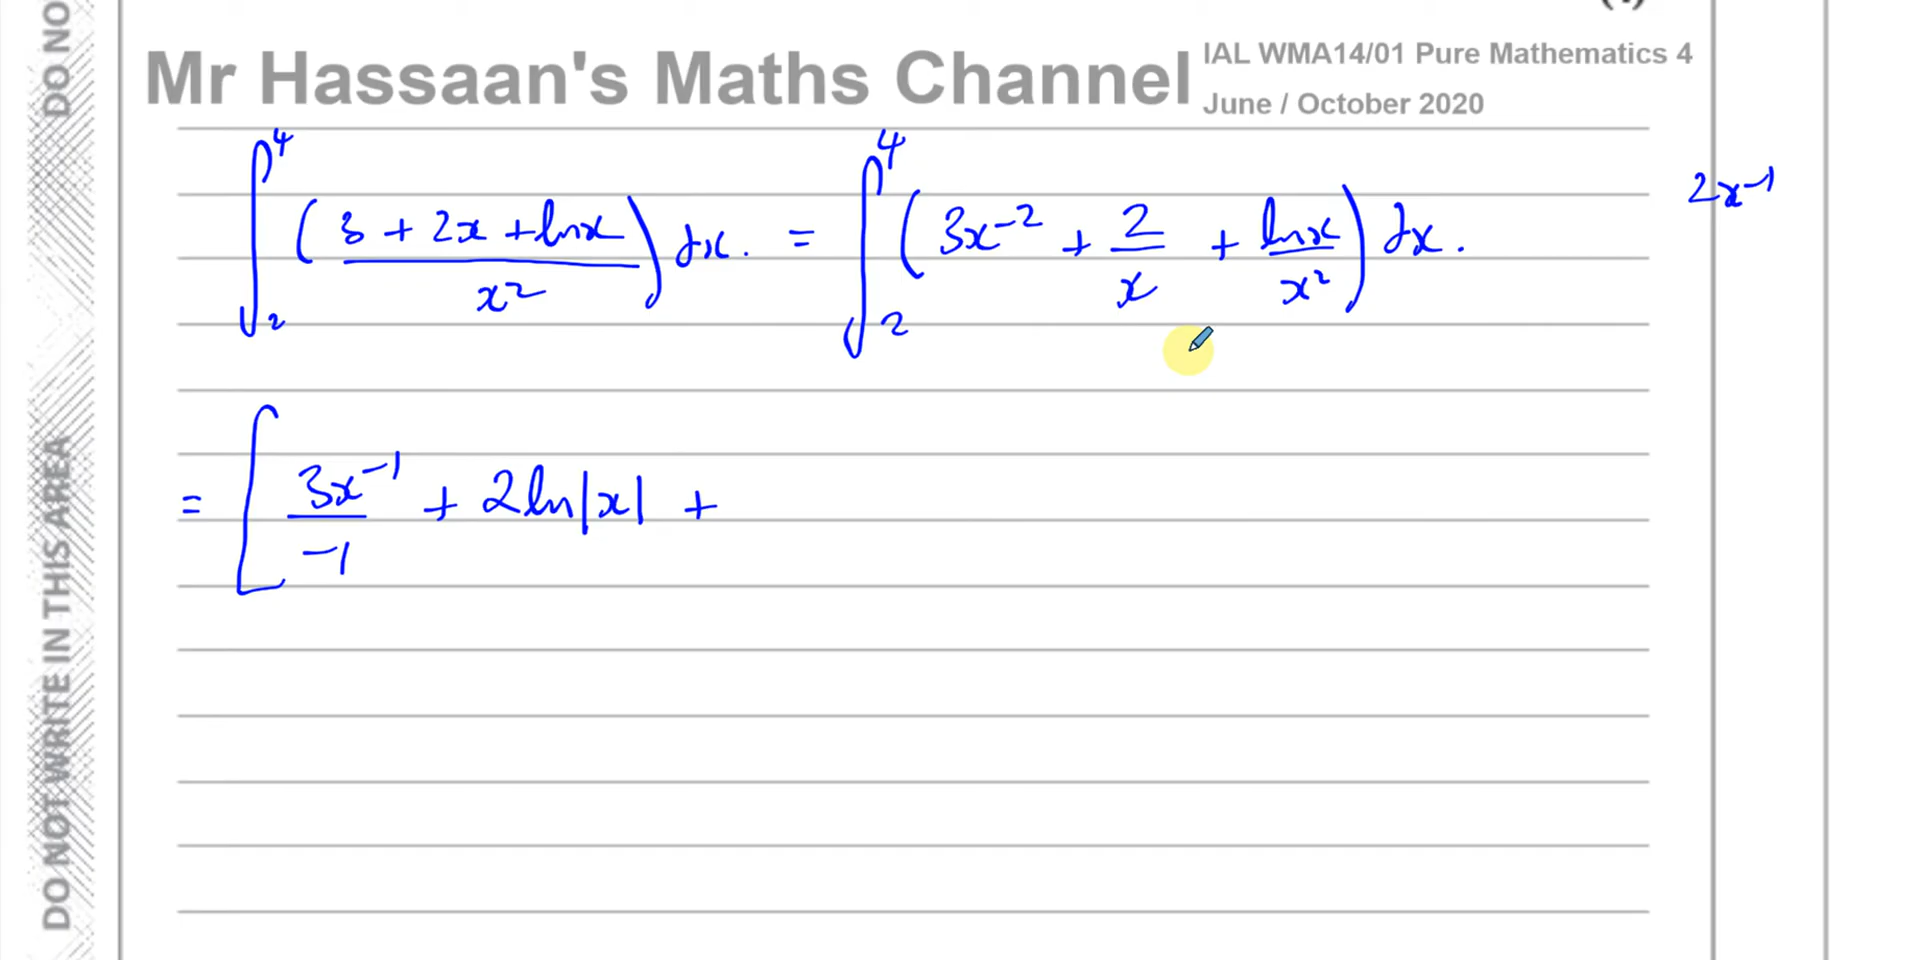 Mr Hassaan's Maths Channel
IAL WMA14/01 Pure Mathematics 4
June / October 2020
∫₂⁴ ((3 + 2x + lnx)/x²) dx. = ∫₂⁴ (3x⁻² + 2/x + lnx/x²) dx.
2x⁻¹
= [ 3x⁻¹/-1 + 2ln|x| +
DO NO
DO NOT WRITE IN THIS AREA